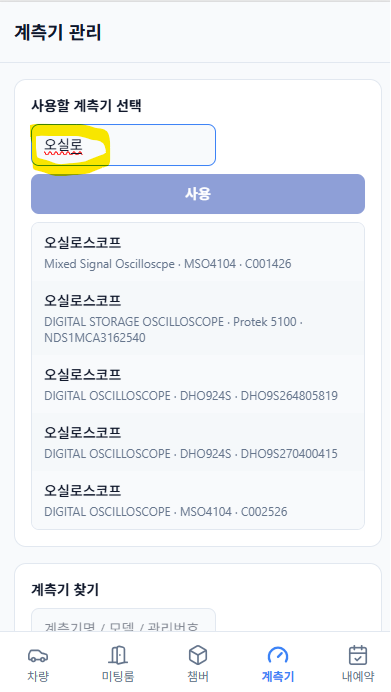 계측기 관리
사용할 계측기 선택
오실로
사용
오실로스코프
Mixed Signal Oscilloscpe · MSO4104 · C001426
오실로스코프
DIGITAL STORAGE OSCILLOSCOPE · Protek 5100 ·
NDS1MCA3162540
오실로스코프
DIGITAL OSCILLOSCOPE · DHO924S · DHO9S264805819
오실로스코프
DIGITAL OSCILLOSCOPE · DHO924S · DHO9S270400415
오실로스코프
DIGITAL OSCILLOSCOPE · MSO4104 · C002526
계측기 찾기
계측기명 / 모델 / 관리번호
차량
미팅룸
챔버
계측기
내예약